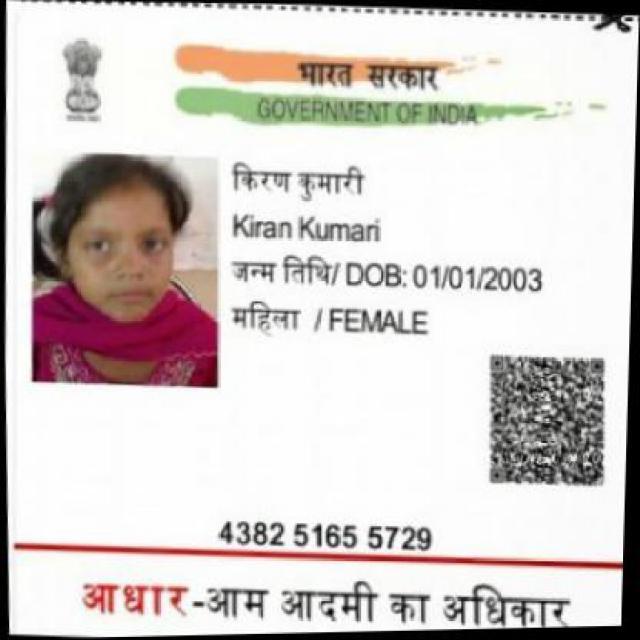 भारत सरकार
GOVERNMENT OF INDIA
किरण कुमारी
Kiran Kumari
जन्म तिथि/ DOB: 01/01/2003
महिला / FEMALE
4382 5165 5729
आधार-आम आदमी का अधिकार